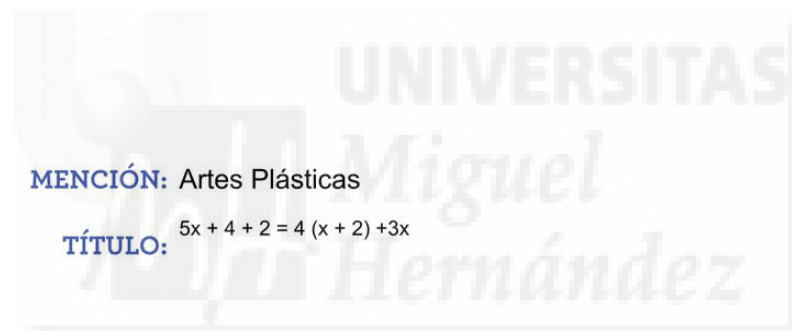 UNIVERSITAS
Miguel
Hernández
MENCIÓN: Artes Plásticas
TÍTULO: 5x + 4 + 2 = 4 (x + 2) +3x